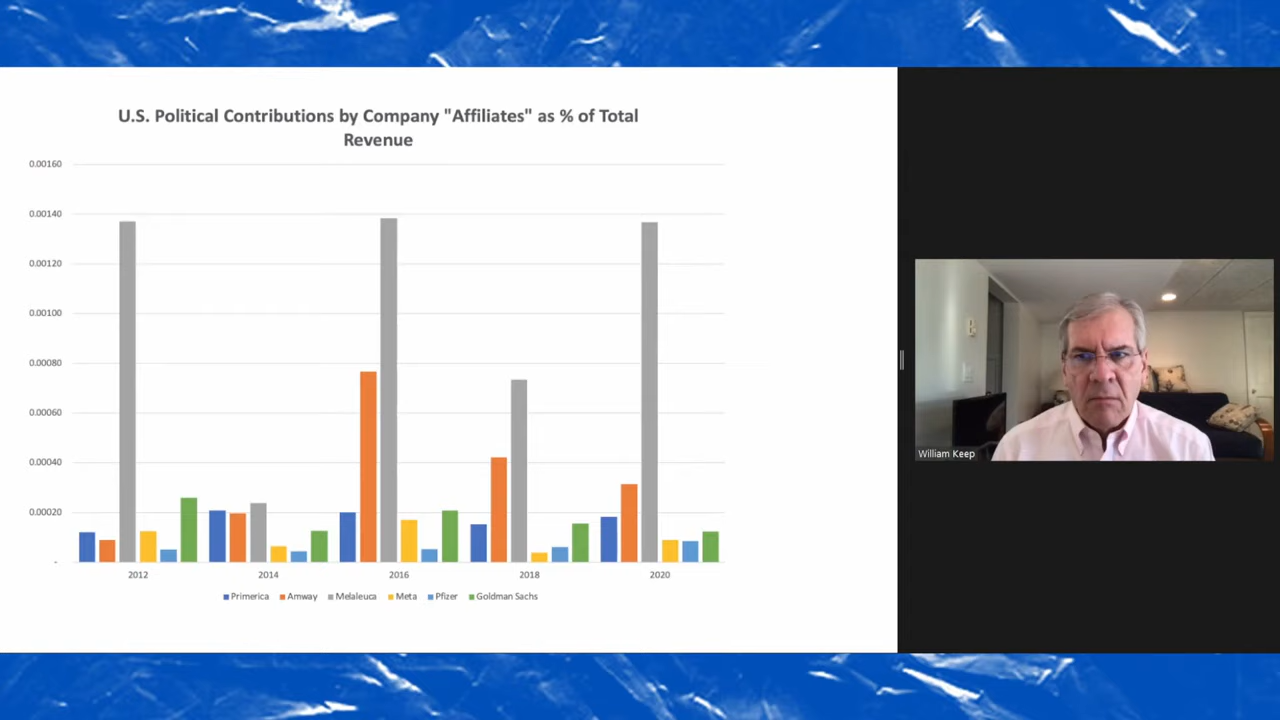 U.S. Political Contributions by Company "Affiliates" as % of Total
Revenue
0.00160
0.00140
0.00120
0.00100
0.00080
0.00060
0.00040
0.00020
-
2012 2014 2016 2018 2020
Primerica Amway Melaleuca Meta Pfizer Goldman Sachs
William Keep